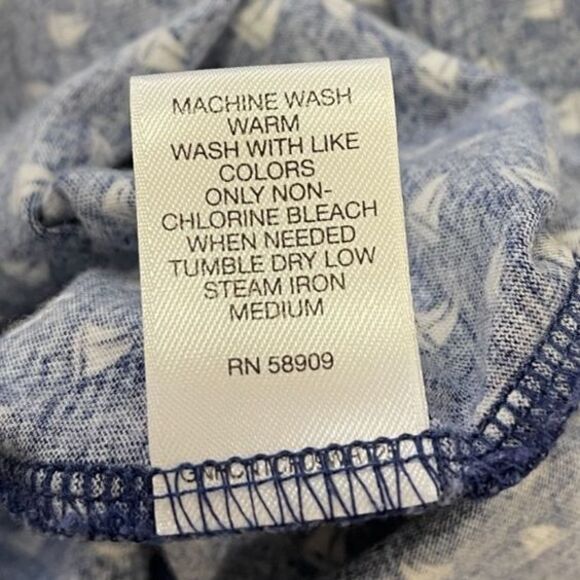 MACHINE WASH
WARM
WASH WITH LIKE
COLORS
ONLY NON-
CHLORINE BLEACH
WHEN NEEDED
TUMBLE DRY LOW
STEAM IRON
MEDIUM
RN 58909